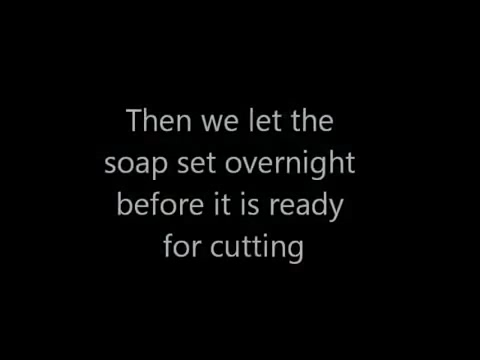 Then we let the
soap set overnight
before it is ready
for cutting